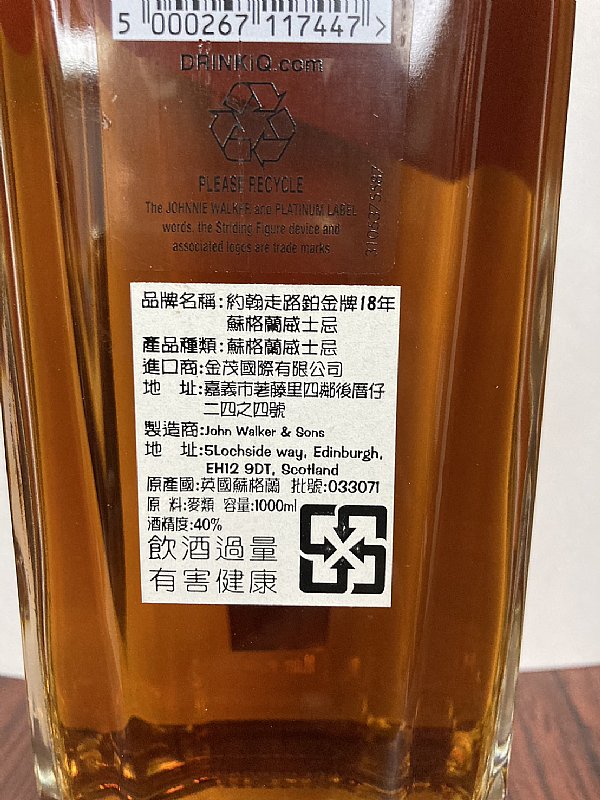 5 000267 117447 >
DRINKiQ.com
PLEASE RECYCLE
The JOHNNIE WALKER and PLATINUM LABEL
words, the Striding Figure device and
associated logos are trade marks
品牌名稱:約翰走路鉑金牌18年
蘇格蘭威士忌
產品種類:蘇格蘭威士忌
進口商:金茂國際有限公司
地 址:嘉義市荖藤里四鄰後厝仔
二四之四號
製造商:John Walker & Sons
地 址:5Lochside way, Edinburgh,
EH12 9DT, Scotland
原產國:英國蘇格蘭 批號:033071
原 料:麥類 容量:1000ml
酒精度:40%
飲酒過量
有害健康